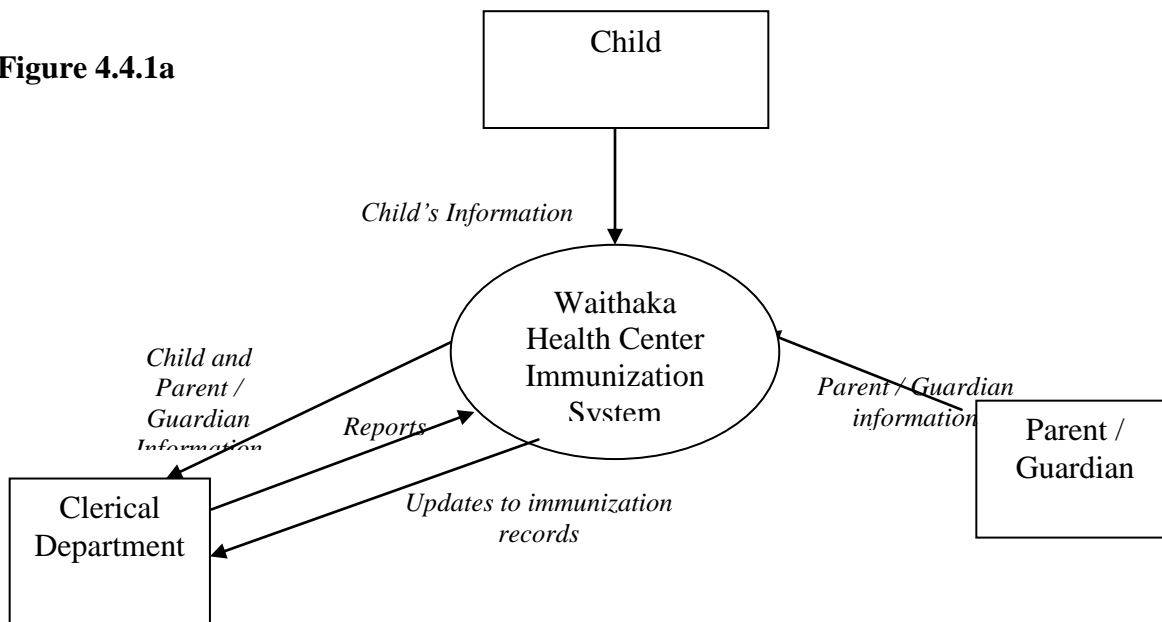 Child
Figure 4.4.1a
Child’s Information
Waithaka
Health Center
Immunization
System
Child and
Parent /
Guardian
Information
Reports
Parent / Guardian
information
Parent /
Guardian
Clerical
Department
Updates to immunization
records